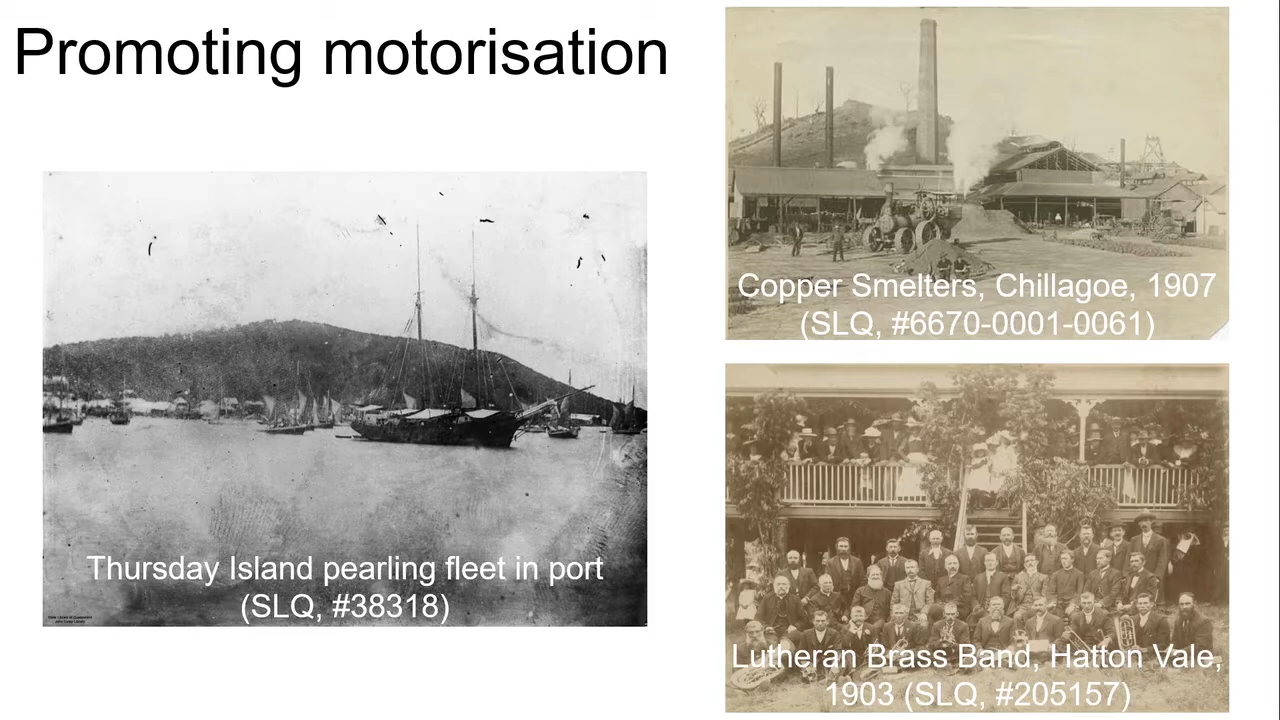 Promoting motorisation
Thursday Island pearling fleet in port
(SLQ, #38318)
Copper Smelters, Chillagoe, 1907
(SLQ, #6670-0001-0061)
Lutheran Brass Band, Hatton Vale,
1903 (SLQ, #205157)